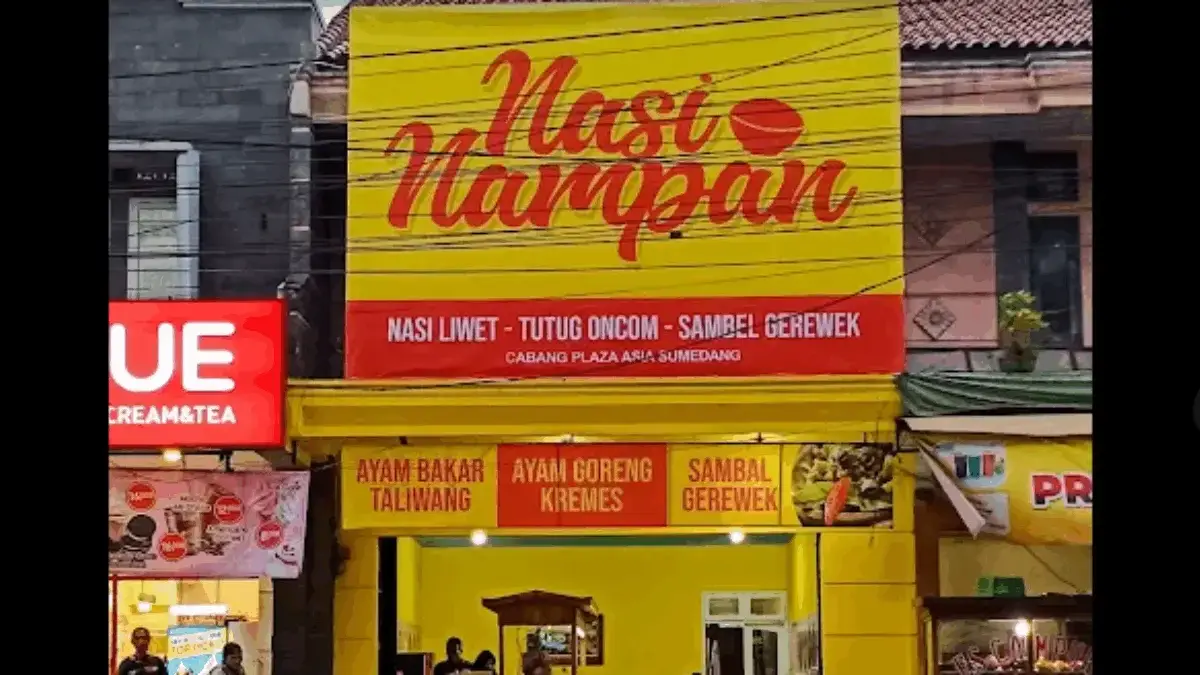 Nasi
Nampan
NASI LIWET - TUTUG ONCOM - SAMBEL GEREWEK
CABANG PLAZA ASIA SUMEDANG
UE
CREAM&TEA
AYAM BAKAR
TALIWANG
AYAM GORENG
KREMES
SAMBAL
GEREWEK
PR